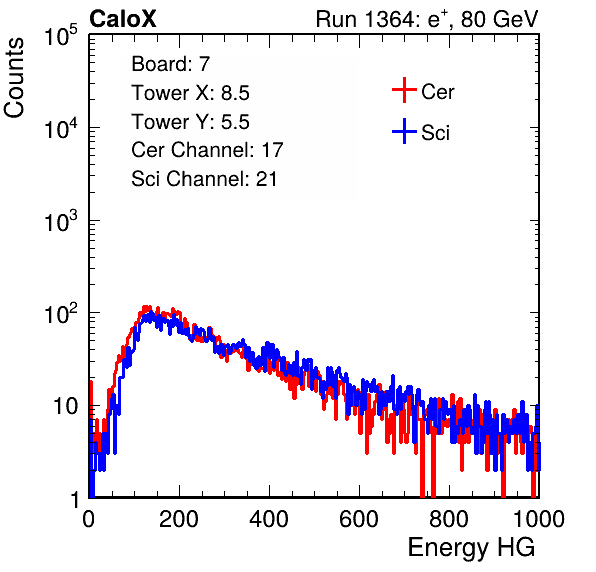 CaloX Run 1364: e⁺, 80 GeV
Counts
Board: 7
Tower X: 8.5
Tower Y: 5.5
Cer Channel: 17
Sci Channel: 21
Cer
Sci
10⁵
10⁴
10³
10²
10
1
0 200 400 600 800 1000
Energy HG